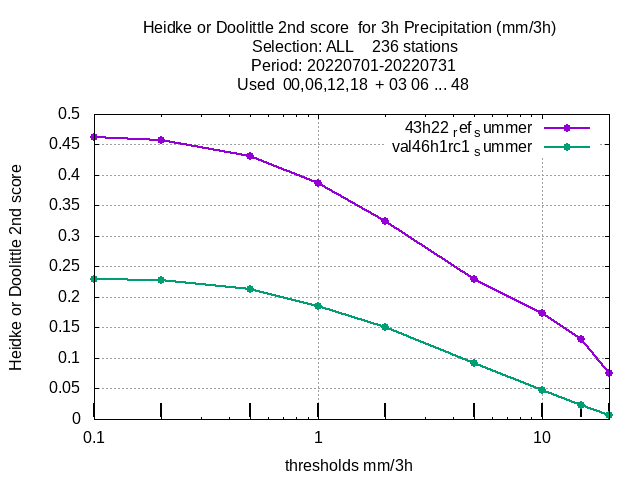 Heidke or Doolittle 2nd score  for 3h Precipitation (mm/3h)
Selection: ALL    236 stations
Period: 20220701-20220731
Used  00,06,12,18  + 03 06 ... 48
43h22 ref summer
val46h1rc1 summer
0.5
0.45
0.4
0.35
0.3
0.25
0.2
0.15
0.1
0.05
0
Heidke or Doolittle 2nd score
0.1 1 10
thresholds mm/3h